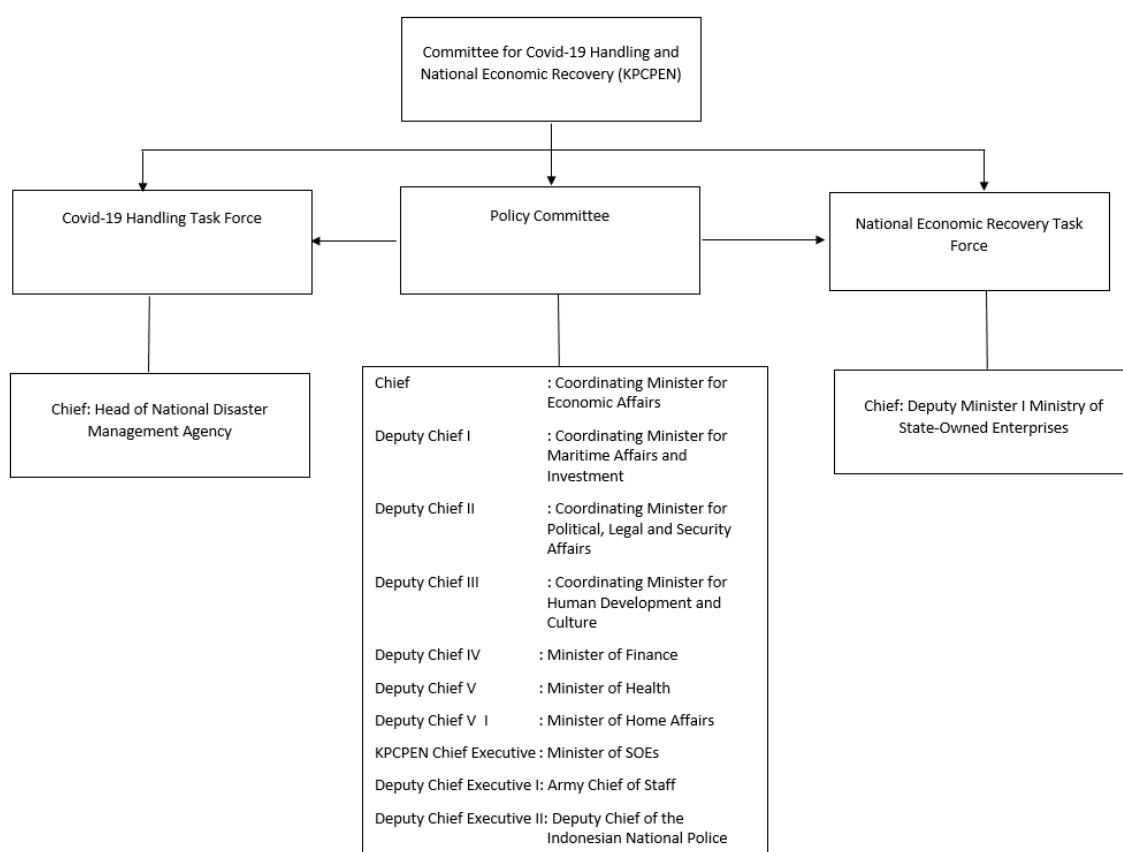 Committee for Covid-19 Handling and
National Economic Recovery (KPCPEN)
Covid-19 Handling Task Force
Policy Committee
National Economic Recovery Task
Force
Chief: Head of National Disaster
Management Agency
Chief : Coordinating Minister for
Economic Affairs
Deputy Chief I : Coordinating Minister for
Maritime Affairs and
Investment
Deputy Chief II : Coordinating Minister for
Political, Legal and Security
Affairs
Deputy Chief III : Coordinating Minister for
Human Development and
Culture
Deputy Chief IV : Minister of Finance
Deputy Chief V : Minister of Health
Deputy Chief V I : Minister of Home Affairs
KPCPEN Chief Executive : Minister of SOEs
Deputy Chief Executive I: Army Chief of Staff
Deputy Chief Executive II: Deputy Chief of the
Indonesian National Police
Chief: Deputy Minister I Ministry of
State-Owned Enterprises